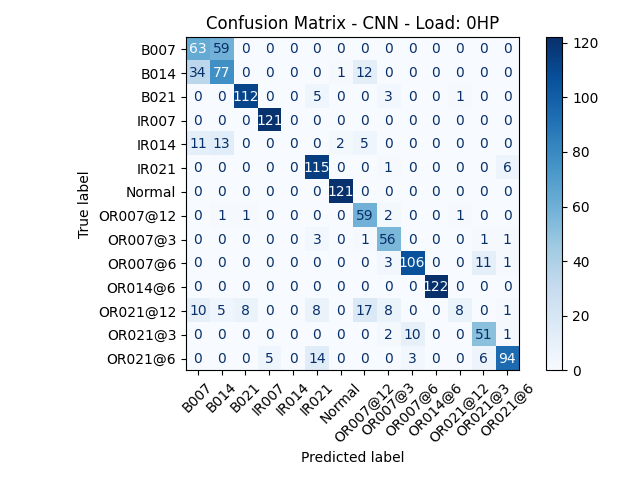 Confusion Matrix - CNN - Load: 0HP
B007 63 59 0 0 0 0 0 0 0 0 0 0 0 0
B014 34 77 0 0 0 0 1 12 0 0 0 0 0 0
B021 0 0 112 0 0 5 0 0 3 0 0 1 0 0
IR007 0 0 0 121 0 0 0 0 0 0 0 0 0 0
IR014 11 13 0 0 0 0 2 5 0 0 0 0 0 0
IR021 0 0 0 0 0 115 0 0 1 0 0 0 0 6
Normal 0 0 0 0 0 0 121 0 0 0 0 0 0 0
OR007@12 0 1 1 0 0 0 0 59 2 0 0 1 0 0
OR007@3 0 0 0 0 0 3 0 1 56 0 0 0 1 1
OR007@6 0 0 0 0 0 0 0 0 3 106 0 0 11 1
OR014@6 0 0 0 0 0 0 0 0 0 0 122 0 0 0
OR021@12 10 5 8 0 0 8 0 17 8 0 0 8 0 1
OR021@3 0 0 0 0 0 0 0 0 2 10 0 0 51 1
OR021@6 0 0 0 5 0 14 0 0 0 3 0 0 6 94
B007 B014 B021 IR007 IR014 IR021 Normal OR007@12 OR007@3 OR007@6 OR014@6 OR021@12 OR021@3 OR021@6
Predicted label
True label
120
100
80
60
40
20
0